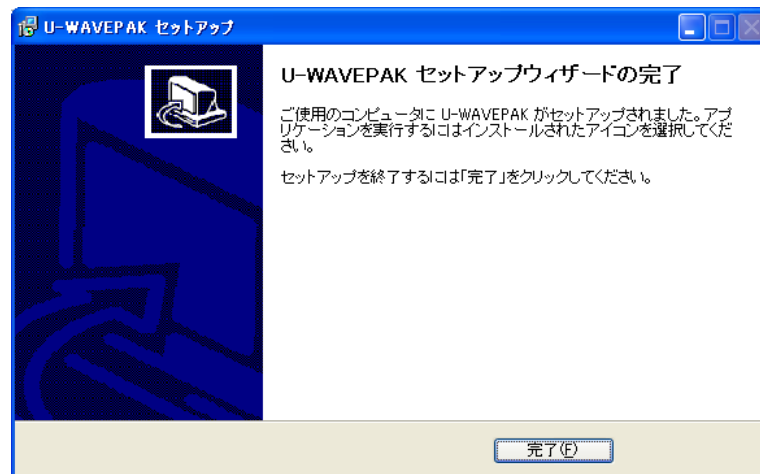 U-WAVEPAK セットアップ
U-WAVEPAK セットアップウィザードの完了
ご使用のコンピュータに U-WAVEPAK がセットアップされました。アプ
リケーションを実行するにはインストールされたアイコンを選択してくだ
さい。
セットアップを終了するには「完了」をクリックしてください。
完了(F)